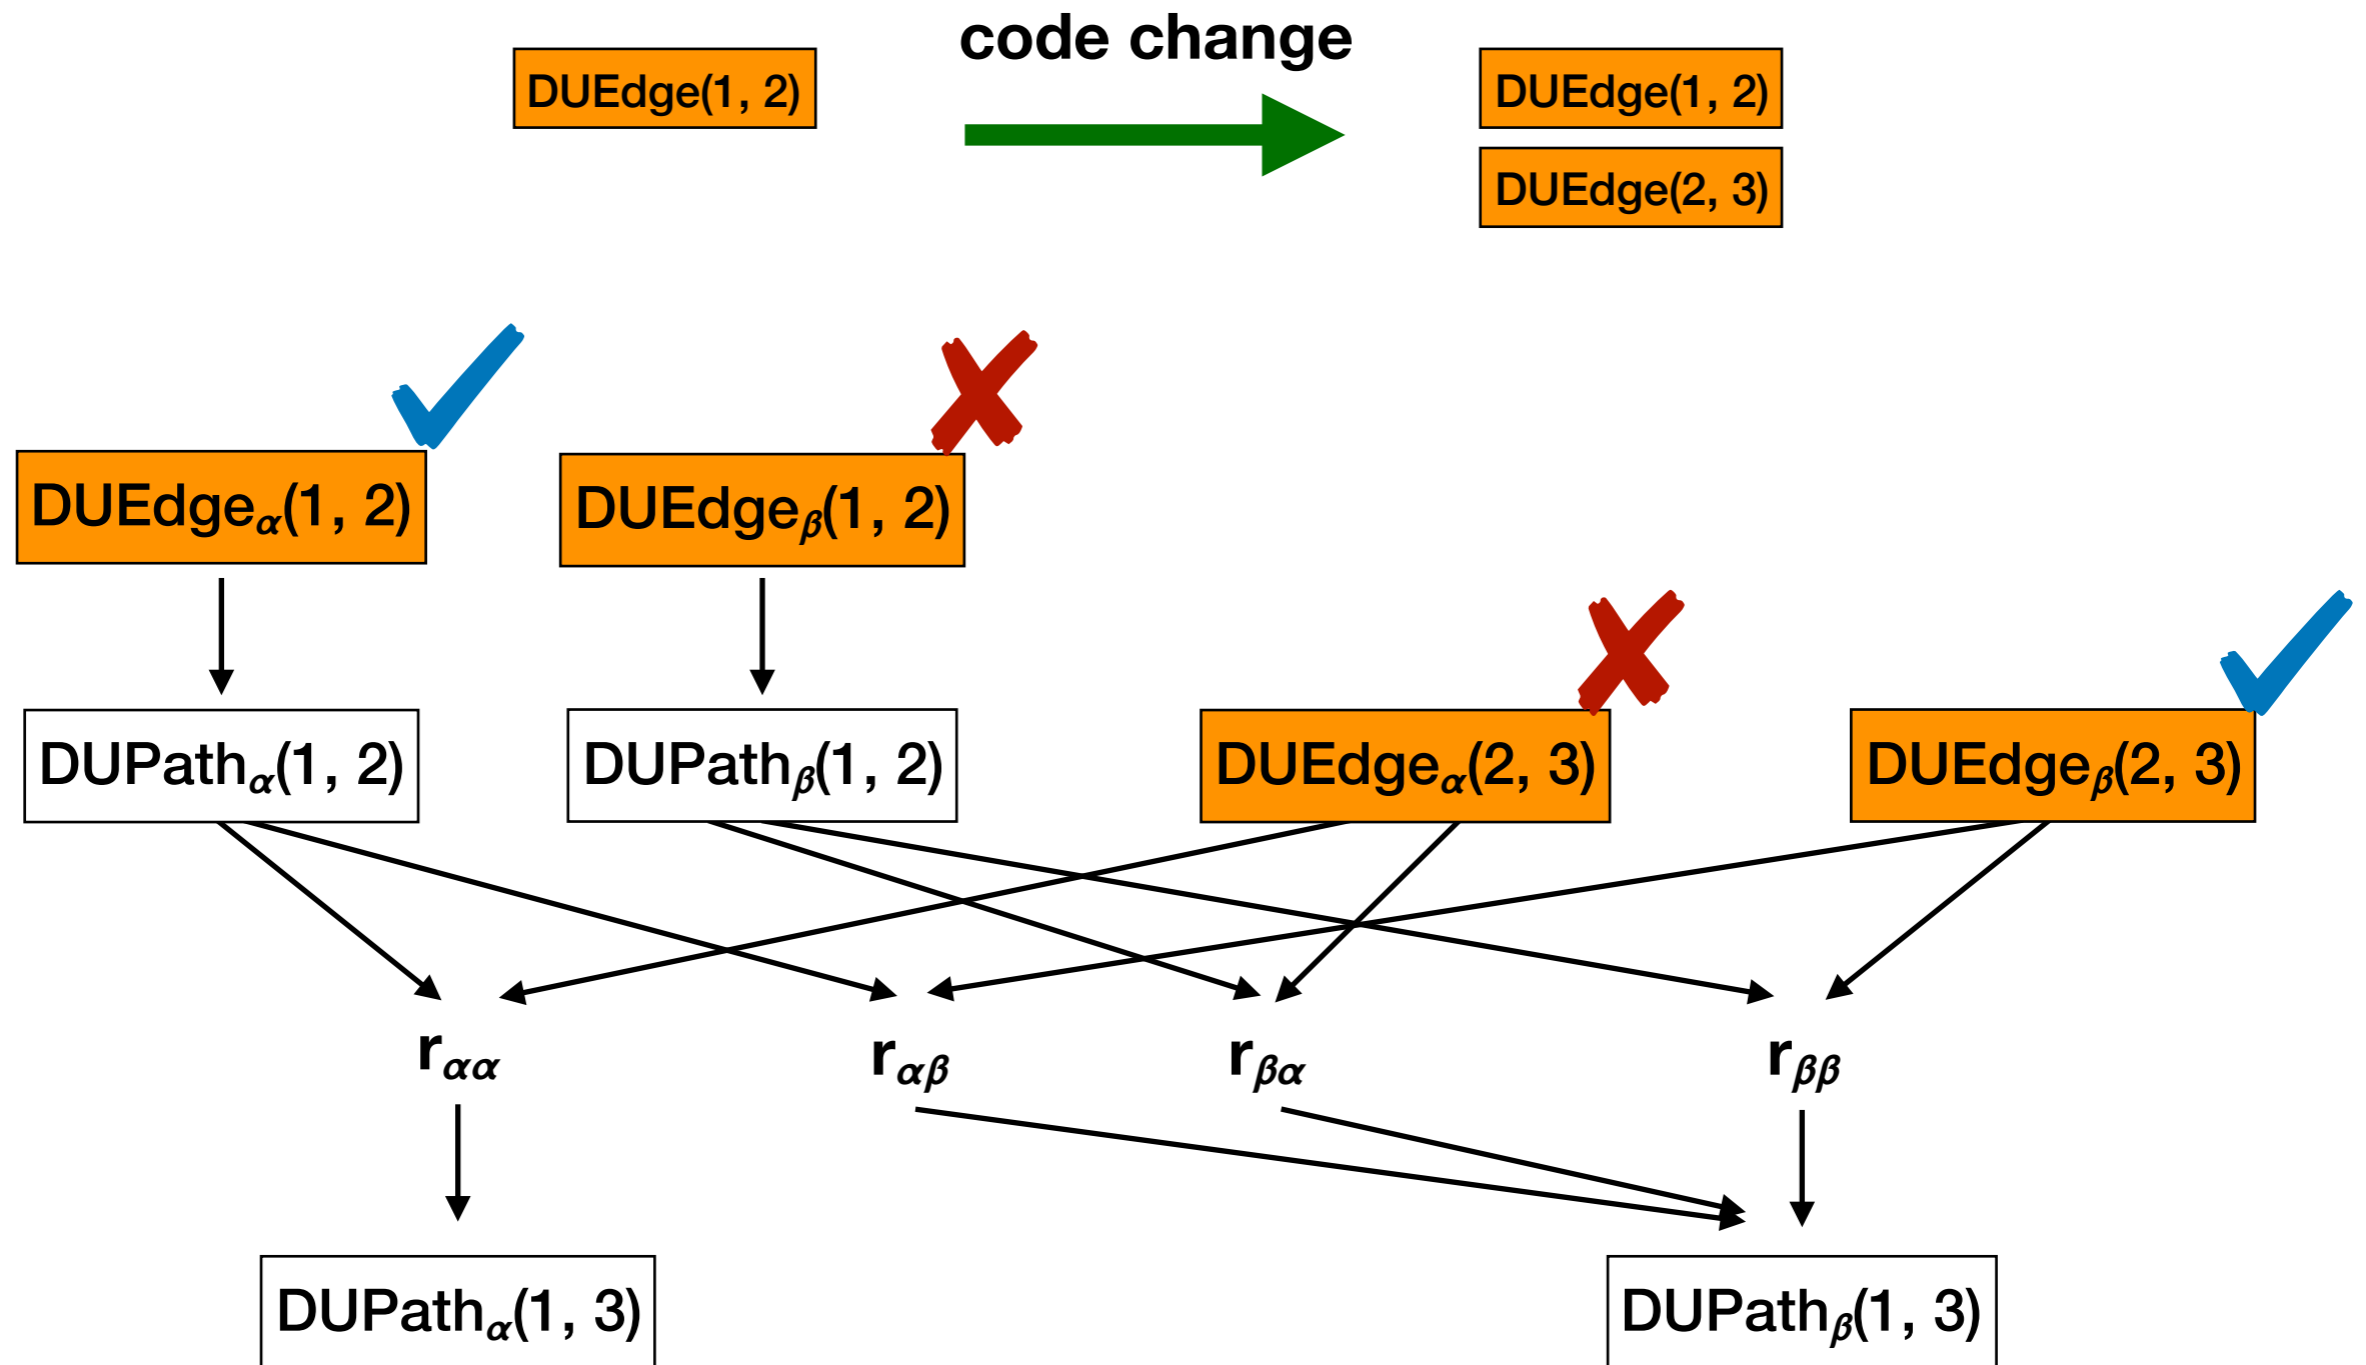 code change
DUEdge(1, 2)
DUEdge(1, 2)
DUEdge(2, 3)
DUEdgeα(1, 2)
DUEdgeβ(1, 2)
DUPathα(1, 2)
DUPathβ(1, 2)
DUEdgeα(2, 3)
DUEdgeβ(2, 3)
rαα
rαβ
rβα
rββ
DUPathα(1, 3)
DUPathβ(1, 3)